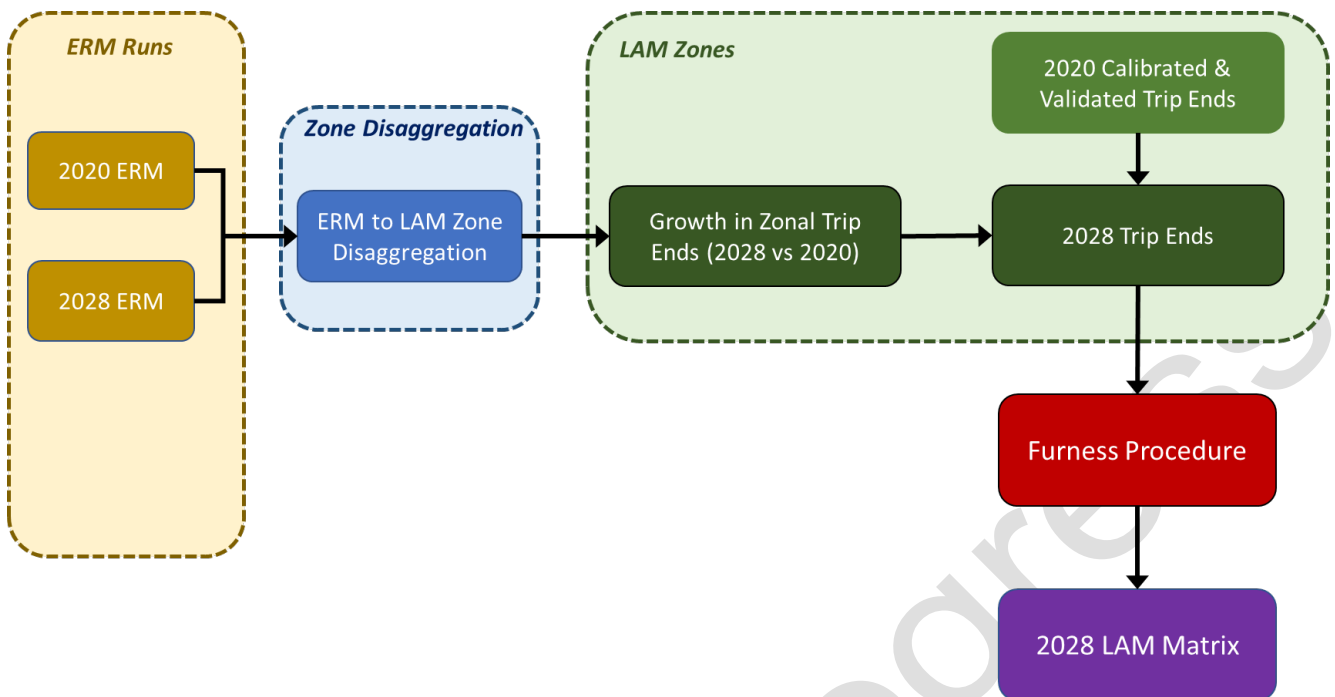 ERM Runs
2020 ERM
2028 ERM
Zone Disaggregation
ERM to LAM Zone
Disaggregation
LAM Zones
Growth in Zonal Trip
Ends (2028 vs 2020)
2020 Calibrated &
Validated Trip Ends
2028 Trip Ends
Furness Procedure
2028 LAM Matrix